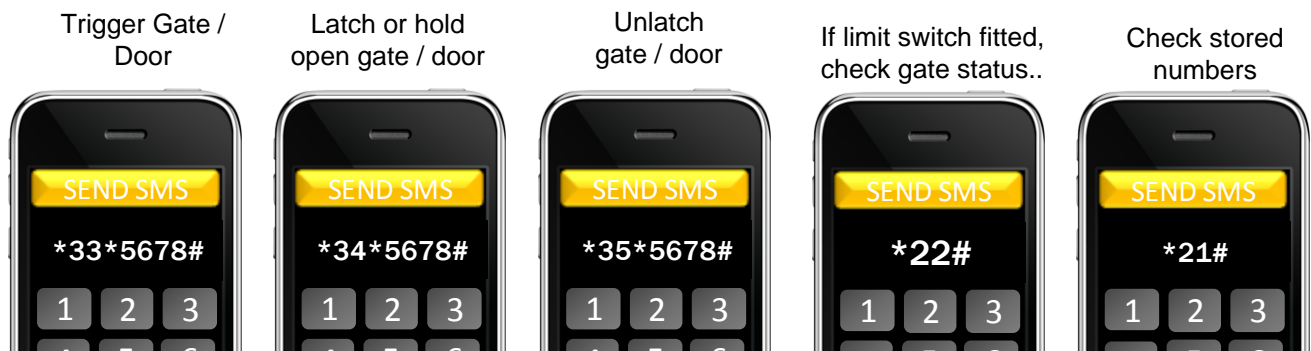 Trigger Gate /
Door
SEND SMS
*33*5678#
1 2 3
Latch or hold
open gate / door
SEND SMS
*34*5678#
1 2 3
Unlatch
gate / door
SEND SMS
*35*5678#
1 2 3
If limit switch fitted,
check gate status..
SEND SMS
*22#
1 2 3
Check stored
numbers
SEND SMS
*21#
1 2 3